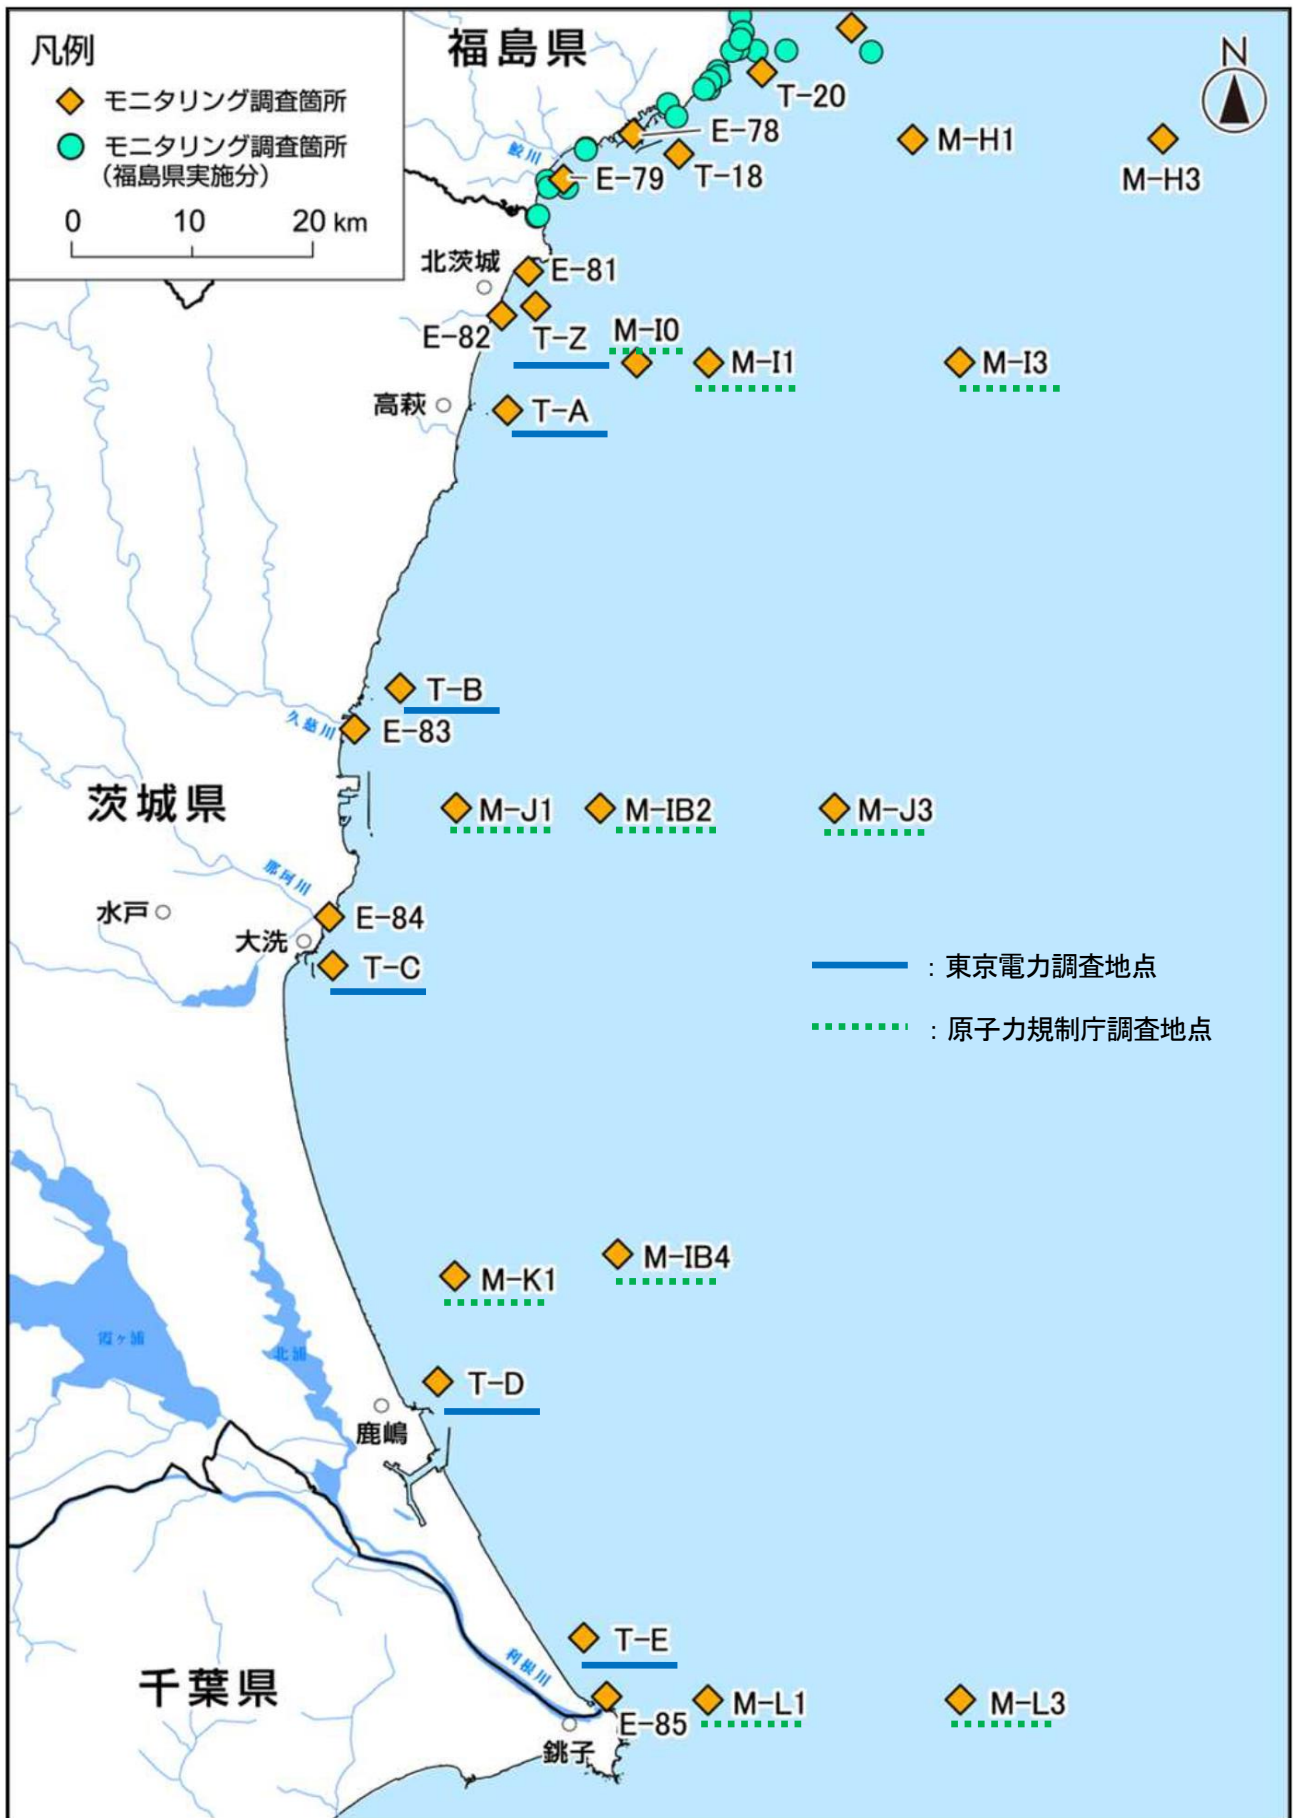 凡例
モニタリング調査箇所
モニタリング調査箇所
(福島県実施分)
0 10 20 km
福島県
N
T-20
E-78
M-H1
鮫川
E-79
T-18
M-H3
北茨城
E-81
E-82
T-Z
M-I0
M-I1
M-I3
高萩
T-A
T-B
久慈川
E-83
茨城県
M-J1
M-IB2
M-J3
那珂川
水戸
E-84
大洗
T-C
:東京電力調査地点
:原子力規制庁調査地点
M-IB4
M-K1
霞ヶ浦
北浦
T-D
鹿嶋
T-E
利根川
千葉県
M-L1
M-L3
E-85
銚子